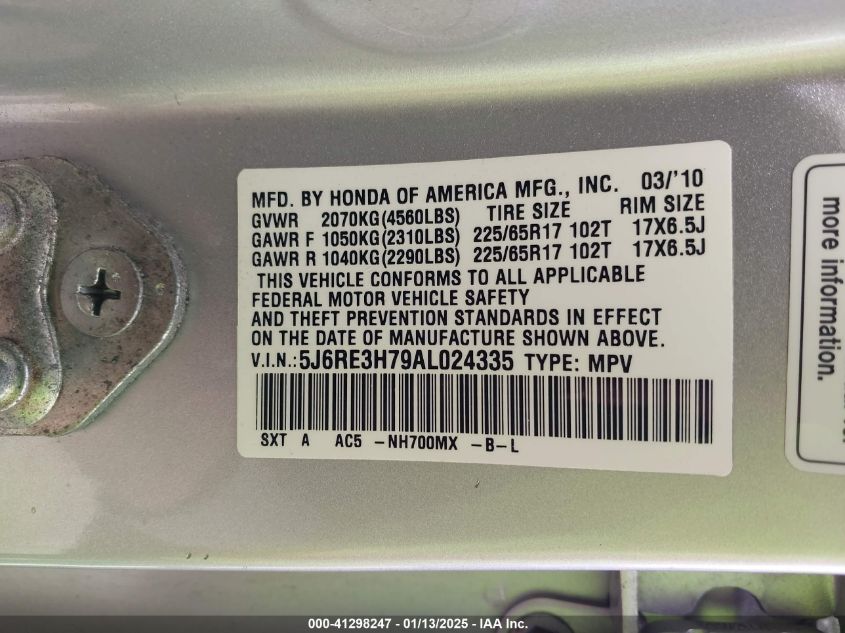 MFD. BY HONDA OF AMERICA MFG., INC. 03/'10
GVWR 2070KG(4560LBS) TIRE SIZE RIM SIZE
GAWR F 1050KG(2310LBS) 225/65R17 102T 17X6.5J
GAWR R 1040KG(2290LBS) 225/65R17 102T 17X6.5J
THIS VEHICLE CONFORMS TO ALL APPLICABLE
FEDERAL MOTOR VEHICLE SAFETY
AND THEFT PREVENTION STANDARDS IN EFFECT
ON THE DATE OF MANUFACTURE SHOWN ABOVE.
V.I.N.:5J6RE3H79AL024335 TYPE: MPV
SXT A AC5 -NH700MX -B-L
more information.
000-41298247 - 01/13/2025 - IAA Inc.